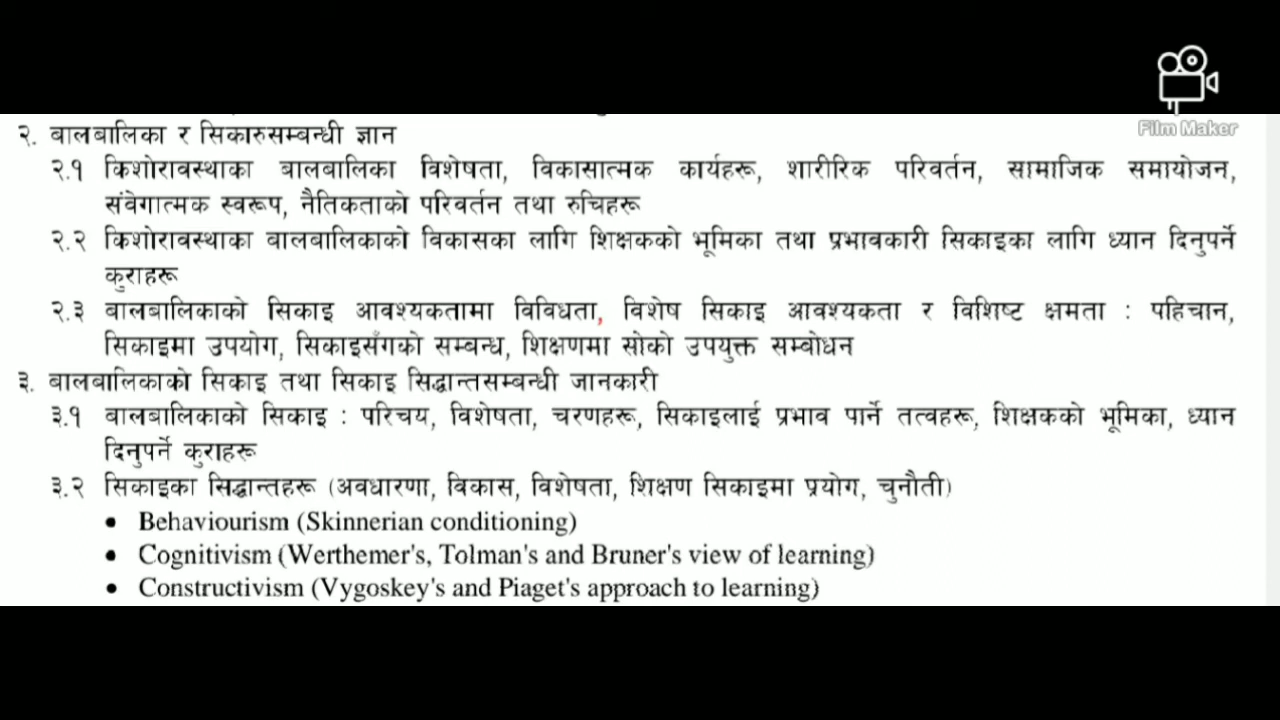 Film Maker
२. बालबालिका र सिकारुसम्बन्धी ज्ञान
२.१ किशोरावस्थाका बालबालिका विशेषता, विकासात्मक कार्यहरू, शारीरिक परिवर्तन, सामाजिक समायोजन,
संवेगात्मक स्वरूप, नैतिकताको परिवर्तन तथा रुचिहरू
२.२ किशोरावस्थाका बालबालिकाको विकासका लागि शिक्षकको भूमिका तथा प्रभावकारी सिकाइका लागि ध्यान दिनुपर्ने
कुराहरू
२.३ बालबालिकाको सिकाइ आवश्यकतामा विविधता, विशेष सिकाइ आवश्यकता र विशिष्ट क्षमता : पहिचान,
सिकाइमा उपयोग, सिकाइसँगको सम्बन्ध, शिक्षणमा सोको उपयुक्त सम्बोधन
३. बालबालिकाको सिकाइ तथा सिकाइ सिद्धान्तसम्बन्धी जानकारी
३.१ बालबालिकाको सिकाइ : परिचय, विशेषता, चरणहरू, सिकाइलाई प्रभाव पार्ने तत्वहरू, शिक्षकको भूमिका, ध्यान
दिनुपर्ने कुराहरू
३.२ सिकाइका सिद्धान्तहरू (अवधारणा, विकास, विशेषता, शिक्षण सिकाइमा प्रयोग, चुनौती)
• Behaviourism (Skinnerian conditioning)
• Cognitivism (Werthemer's, Tolman's and Bruner's view of learning)
• Constructivism (Vygoskey's and Piaget's approach to learning)